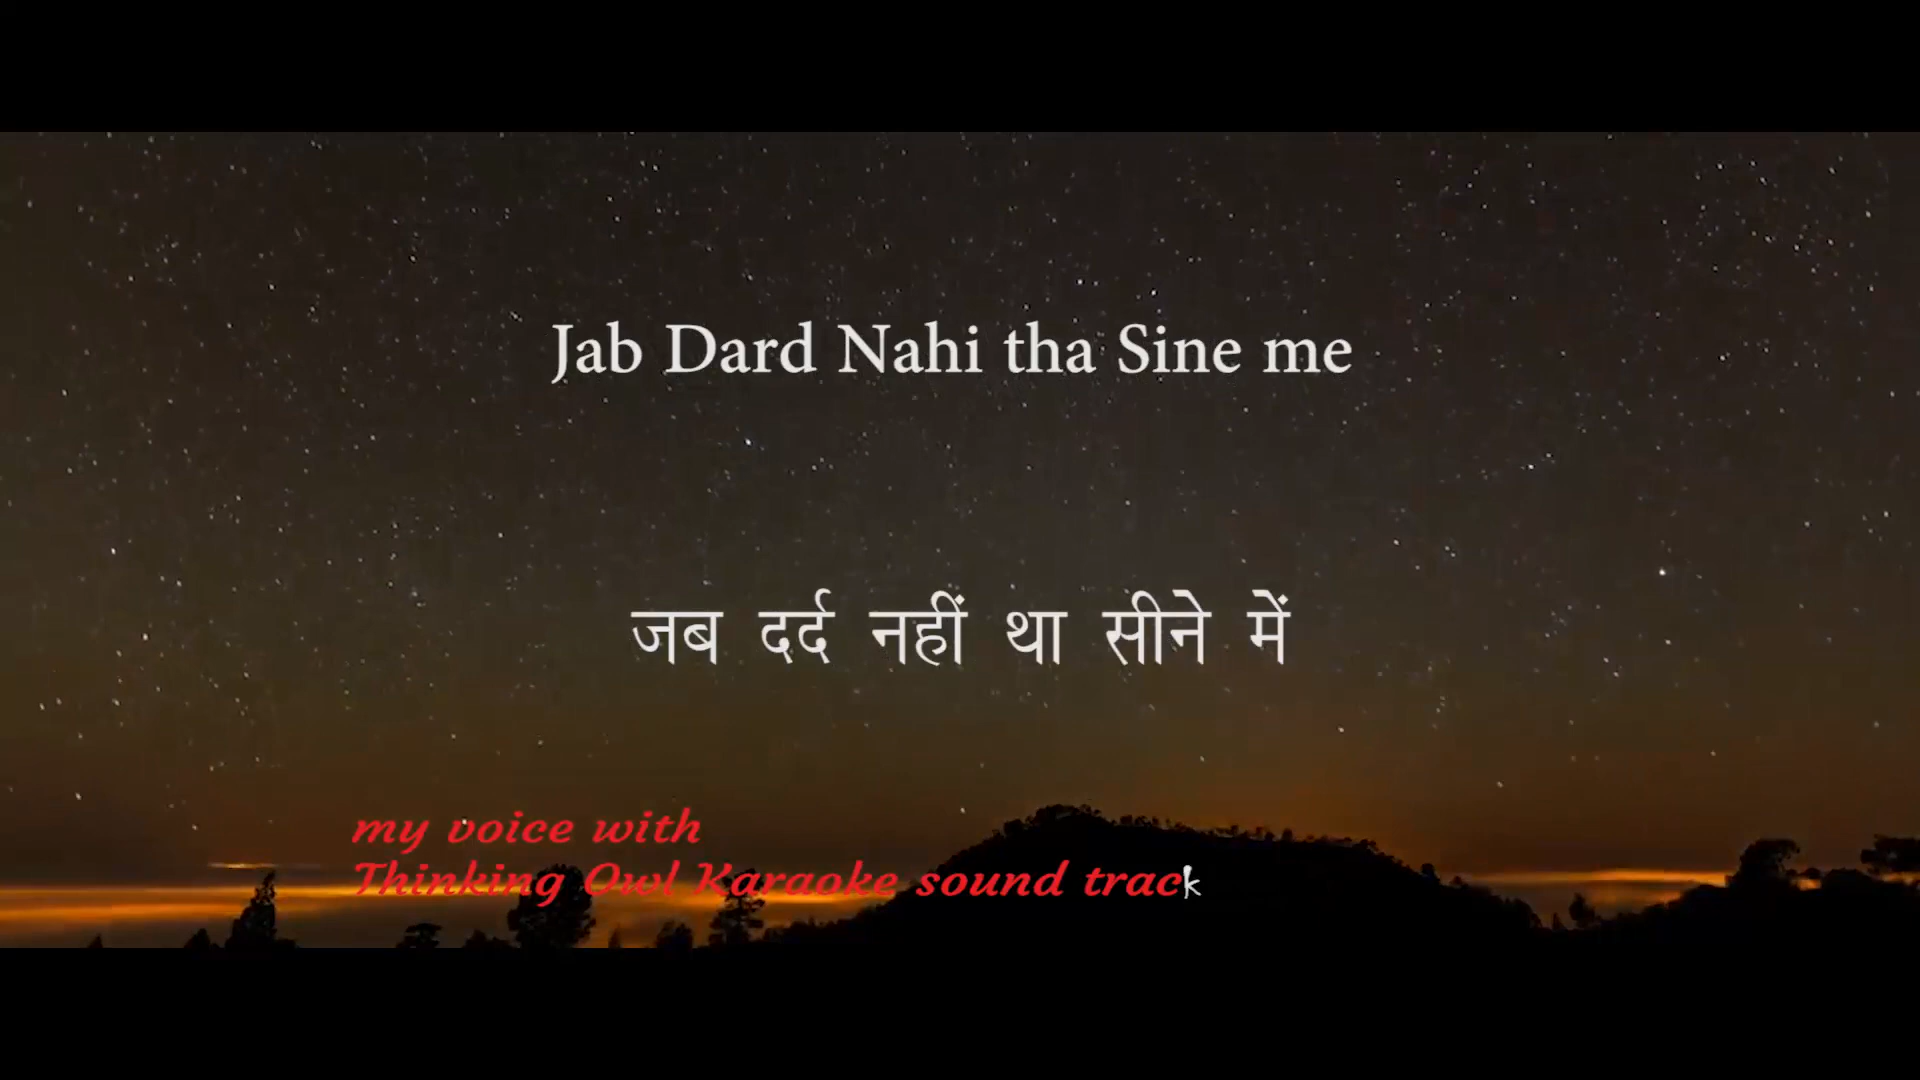 Jab Dard Nahi tha Sine me
जब दर्द नहीं था सीने में
my voice with
Thinking Owl Karaoke sound track